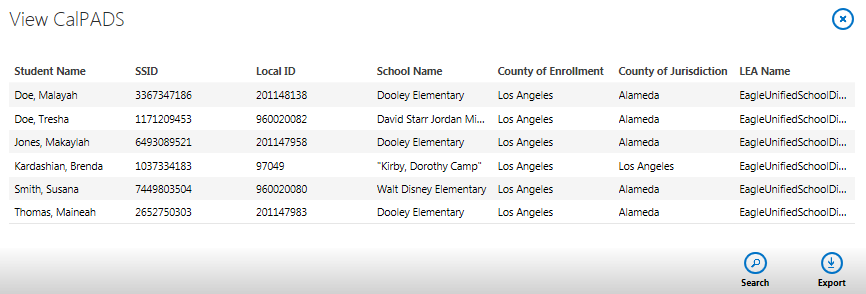 View CalPADS
Student Name SSID Local ID School Name County of Enrollment County of Jurisdiction LEA Name
Doe, Malayah 3367347186 201148138 Dooley Elementary Los Angeles Alameda EagleUnifiedSchoolDi...
Doe, Tresha 1171209453 960020082 David Starr Jordan Mi... Los Angeles Alameda EagleUnifiedSchoolDi...
Jones, Makaylah 6493089521 201147958 Dooley Elementary Los Angeles Alameda EagleUnifiedSchoolDi...
Kardashian, Brenda 1037334183 97049 "Kirby, Dorothy Camp" Los Angeles Los Angeles EagleUnifiedSchoolDi...
Smith, Susana 7449803504 960020080 Walt Disney Elementary Los Angeles Alameda EagleUnifiedSchoolDi...
Thomas, Maineah 2652750303 201147983 Dooley Elementary Los Angeles Alameda EagleUnifiedSchoolDi...
Search Export